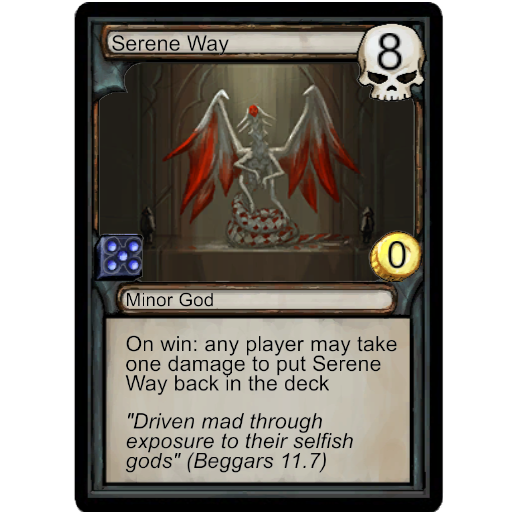 Serene Way
8
0
Minor God
On win: any player may take
one damage to put Serene
Way back in the deck
"Driven mad through
exposure to their selfish
gods" (Beggars 11.7)